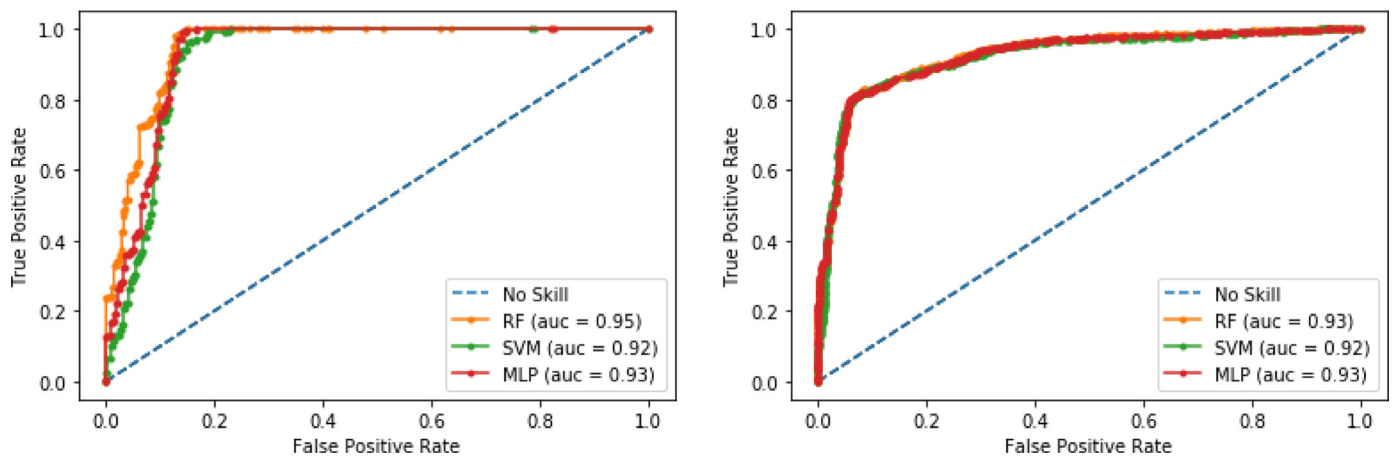 1.0
0.8
0.6
0.4
0.2
0.0
True Positive Rate
0.0 0.2 0.4 0.6 0.8 1.0
False Positive Rate
No Skill
RF (auc = 0.95)
SVM (auc = 0.92)
MLP (auc = 0.93)
1.0
0.8
0.6
0.4
0.2
0.0
True Positive Rate
0.0 0.2 0.4 0.6 0.8 1.0
False Positive Rate
No Skill
RF (auc = 0.93)
SVM (auc = 0.92)
MLP (auc = 0.93)